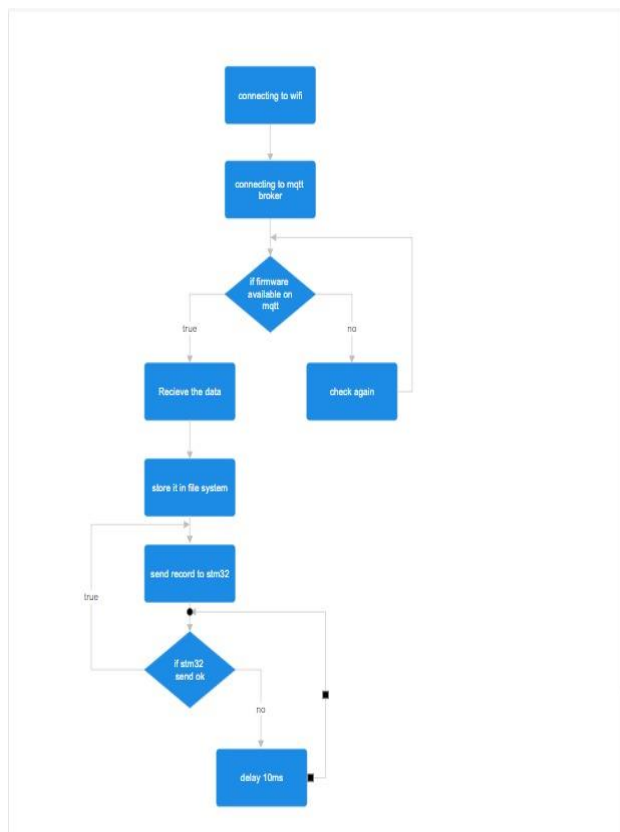 connecting to wifi
connecting to mqtt
broker
if firmware
available on
mqtt
true
no
Recieve the data
check again
store it in file system
send record to stm32
true
if stm32
send ok
no
delay 10ms